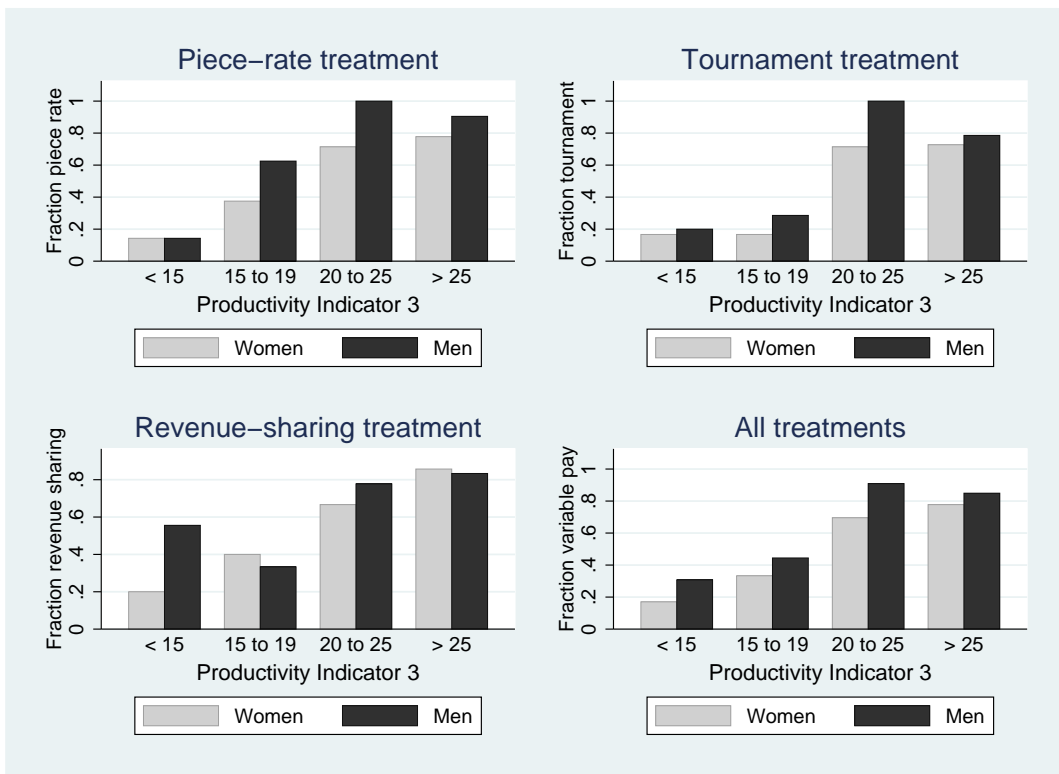 Piece−rate treatment
Fraction piece rate
0 .2 .4 .6 .8 1
< 15 15 to 19 20 to 25 > 25
Productivity Indicator 3
Women Men
Tournament treatment
Fraction tournament
0 .2 .4 .6 .8 1
< 15 15 to 19 20 to 25 > 25
Productivity Indicator 3
Women Men
Revenue−sharing treatment
Fraction revenue sharing
0 .2 .4 .6 .8
< 15 15 to 19 20 to 25 > 25
Productivity Indicator 3
Women Men
All treatments
Fraction variable pay
0 .2 .4 .6 .8 1
< 15 15 to 19 20 to 25 > 25
Productivity Indicator 3
Women Men